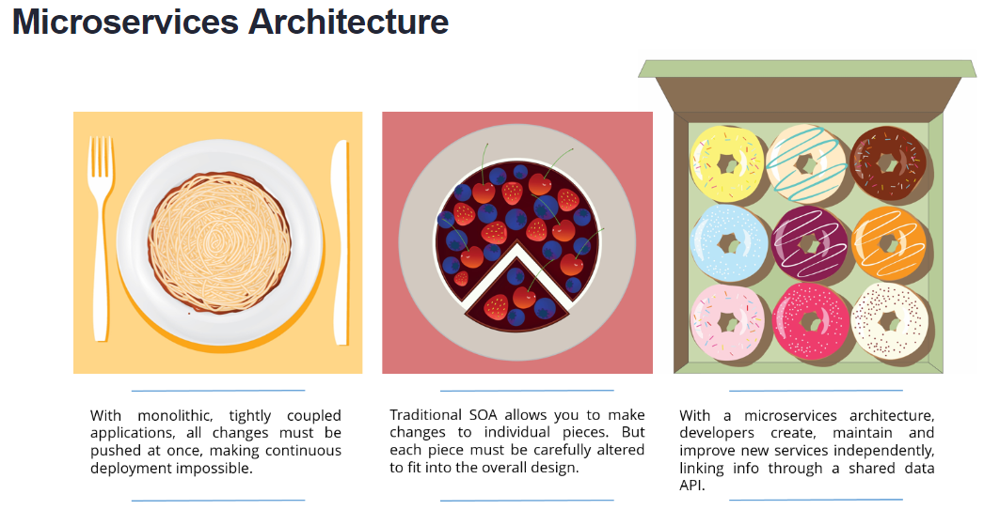 Microservices Architecture
With monolithic, tightly coupled
applications, all changes must be
pushed at once, making continuous
deployment impossible.
Traditional SOA allows you to make
changes to individual pieces. But
each piece must be carefully altered
to fit into the overall design.
With a microservices architecture,
developers create, maintain and
improve new services independently,
linking info through a shared data
API.